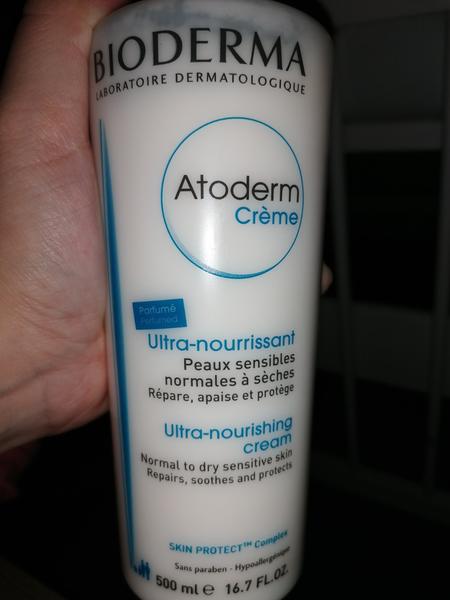 BIODERMA
LABORATOIRE DERMATOLOGIQUE
Atoderm
Crème
Parfumé
Perfumed
Ultra-nourrissant
Peaux sensibles
normales à sèches
Répare, apaise et protège
Ultra-nourishing
cream
Normal to dry sensitive skin
Repairs, soothes and protects
SKIN PROTECT™ Complex
Sans paraben - Hypoallergénique
500 ml ℮ 16.7 FL.OZ.